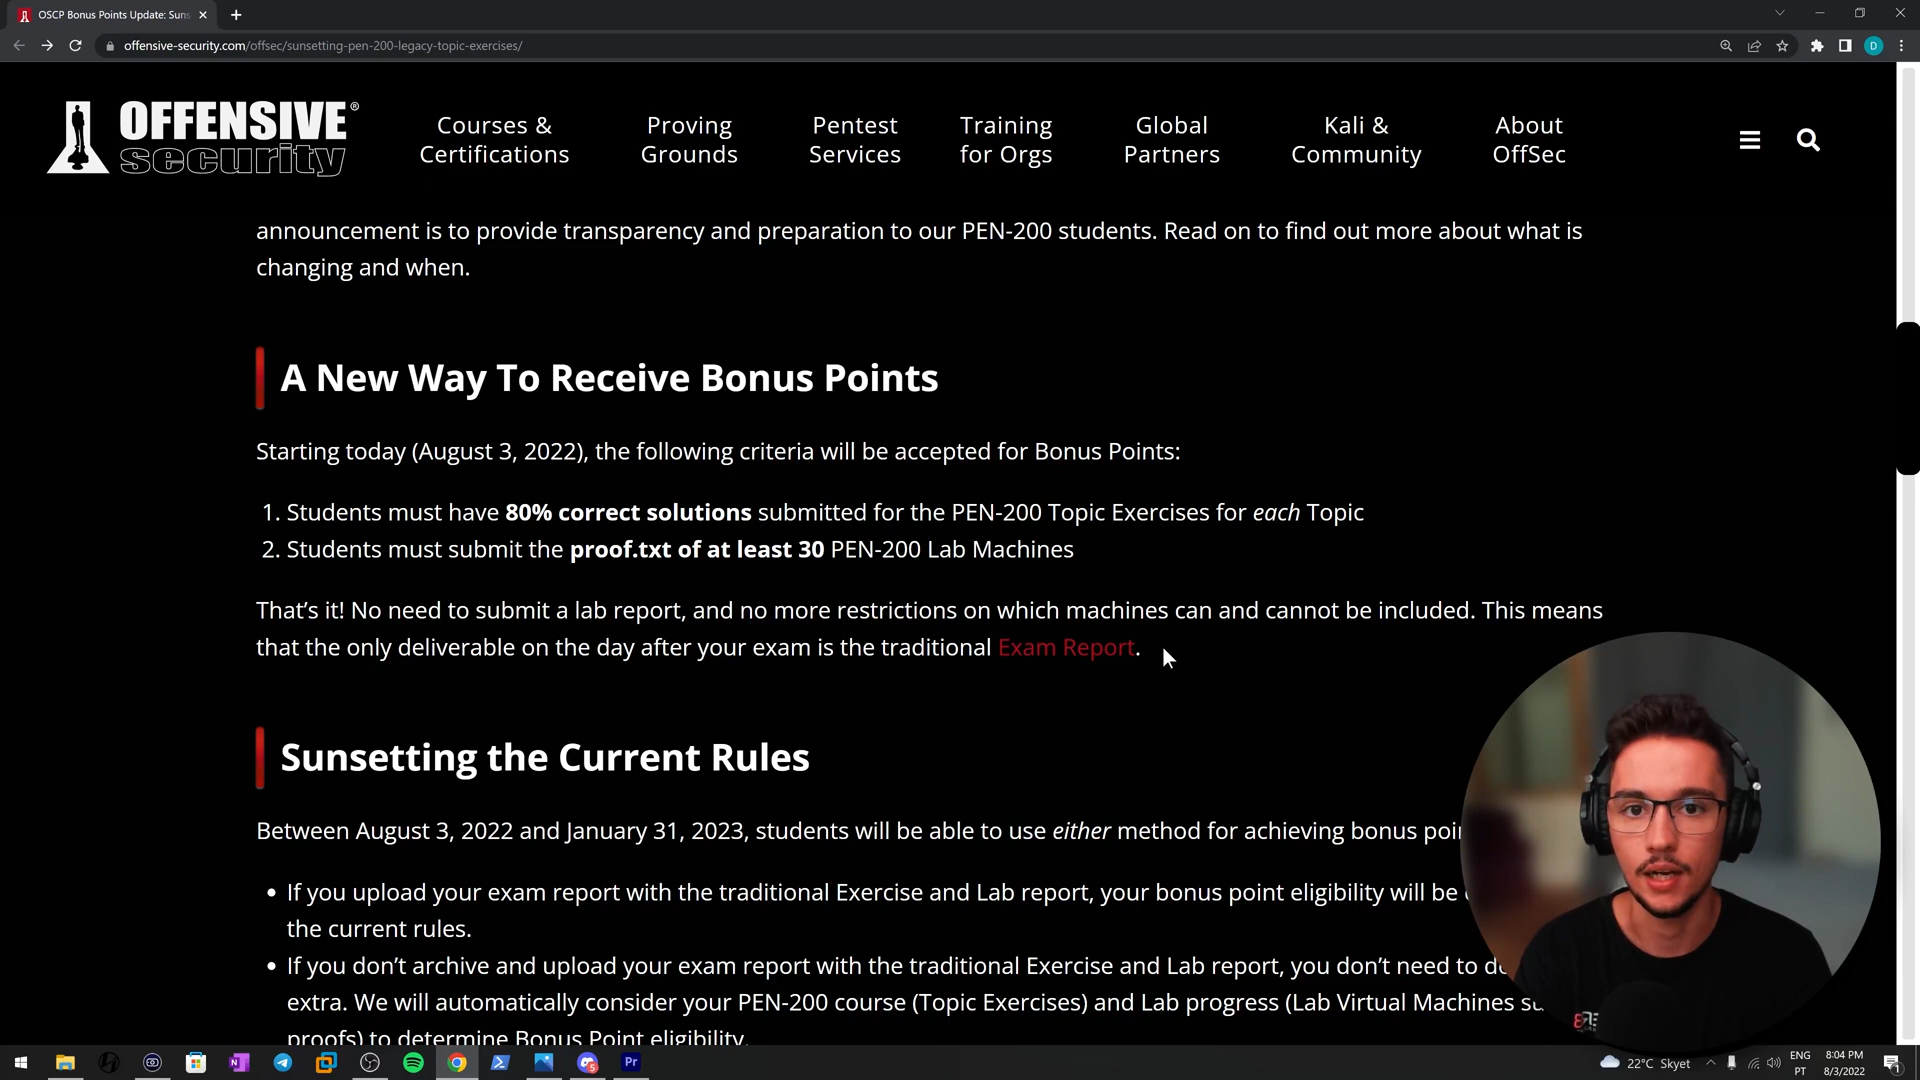 OSCP Bonus Points Update: Suns
offensive-security.com/offsec/sunsetting-pen-200-legacy-topic-exercises/
D
OFFENSIVE®
security
Courses &
Certifications
Proving
Grounds
Pentest
Services
Training
for Orgs
Global
Partners
Kali &
Community
About
OffSec
announcement is to provide transparency and preparation to our PEN-200 students. Read on to find out more about what is
changing and when.
A New Way To Receive Bonus Points
Starting today (August 3, 2022), the following criteria will be accepted for Bonus Points:
1. Students must have 80% correct solutions submitted for the PEN-200 Topic Exercises for each Topic
2. Students must submit the proof.txt of at least 30 PEN-200 Lab Machines
That’s it! No need to submit a lab report, and no more restrictions on which machines can and cannot be included. This means
that the only deliverable on the day after your exam is the traditional Exam Report.
Sunsetting the Current Rules
Between August 3, 2022 and January 31, 2023, students will be able to use either method for achieving bonus poi
• If you upload your exam report with the traditional Exercise and Lab report, your bonus point eligibility will be
the current rules.
• If you don’t archive and upload your exam report with the traditional Exercise and Lab report, you don’t need to
extra. We will automatically consider your PEN-200 course (Topic Exercises) and Lab progress (Lab Virtual Machines
proofs) to determine Bonus Point eligibility.
N
5
Pr
22°C Skyet
ENG
PT
8:04 PM
8/3/2022
1